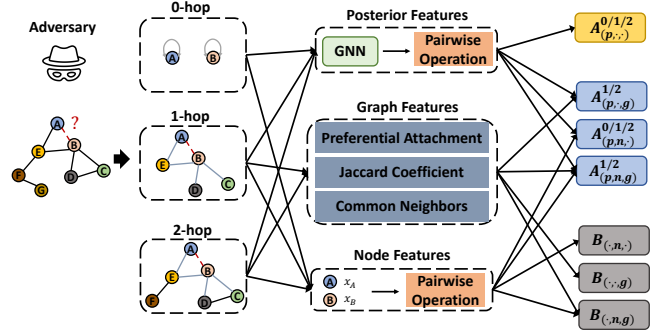 Adversary
A
?
E
B
D
C
F
G
0-hop
A
B
1-hop
A
E
B
D
C
2-hop
A
E
B
F
D
C
Posterior Features
GNN
Pairwise
Operation
Graph Features
Preferential Attachment
Jaccard Coefficient
Common Neighbors
Node Features
A x_A
B x_B
Pairwise
Operation
A^{0/1/2}_{(p,·,·)}
A^{1/2}_{(p,·,g)}
A^{0/1/2}_{(p,n,·)}
A^{1/2}_{(p,n,g)}
B_{(·,n,·)}
B_{(·,·,g)}
B_{(·,n,g)}